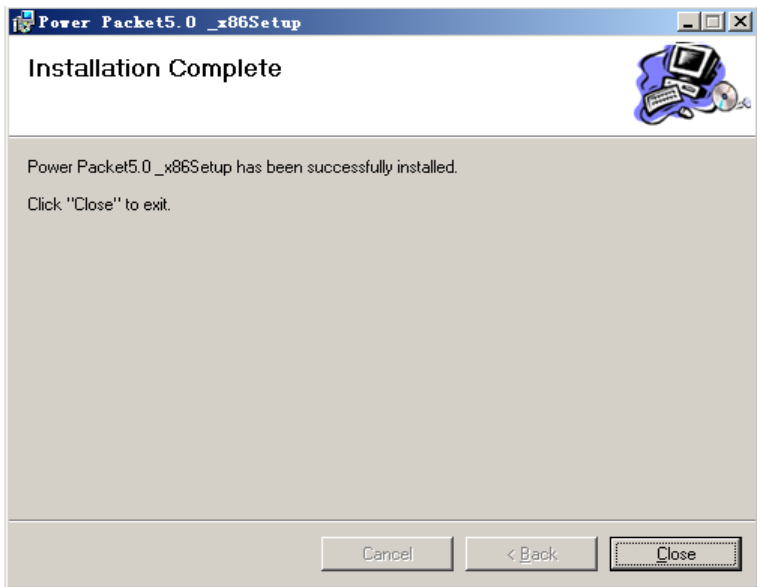 Power Packet5.0 _x86Setup
Installation Complete
Power Packet5.0 _x86Setup has been successfully installed.
Click "Close" to exit.
Cancel
< Back
Close